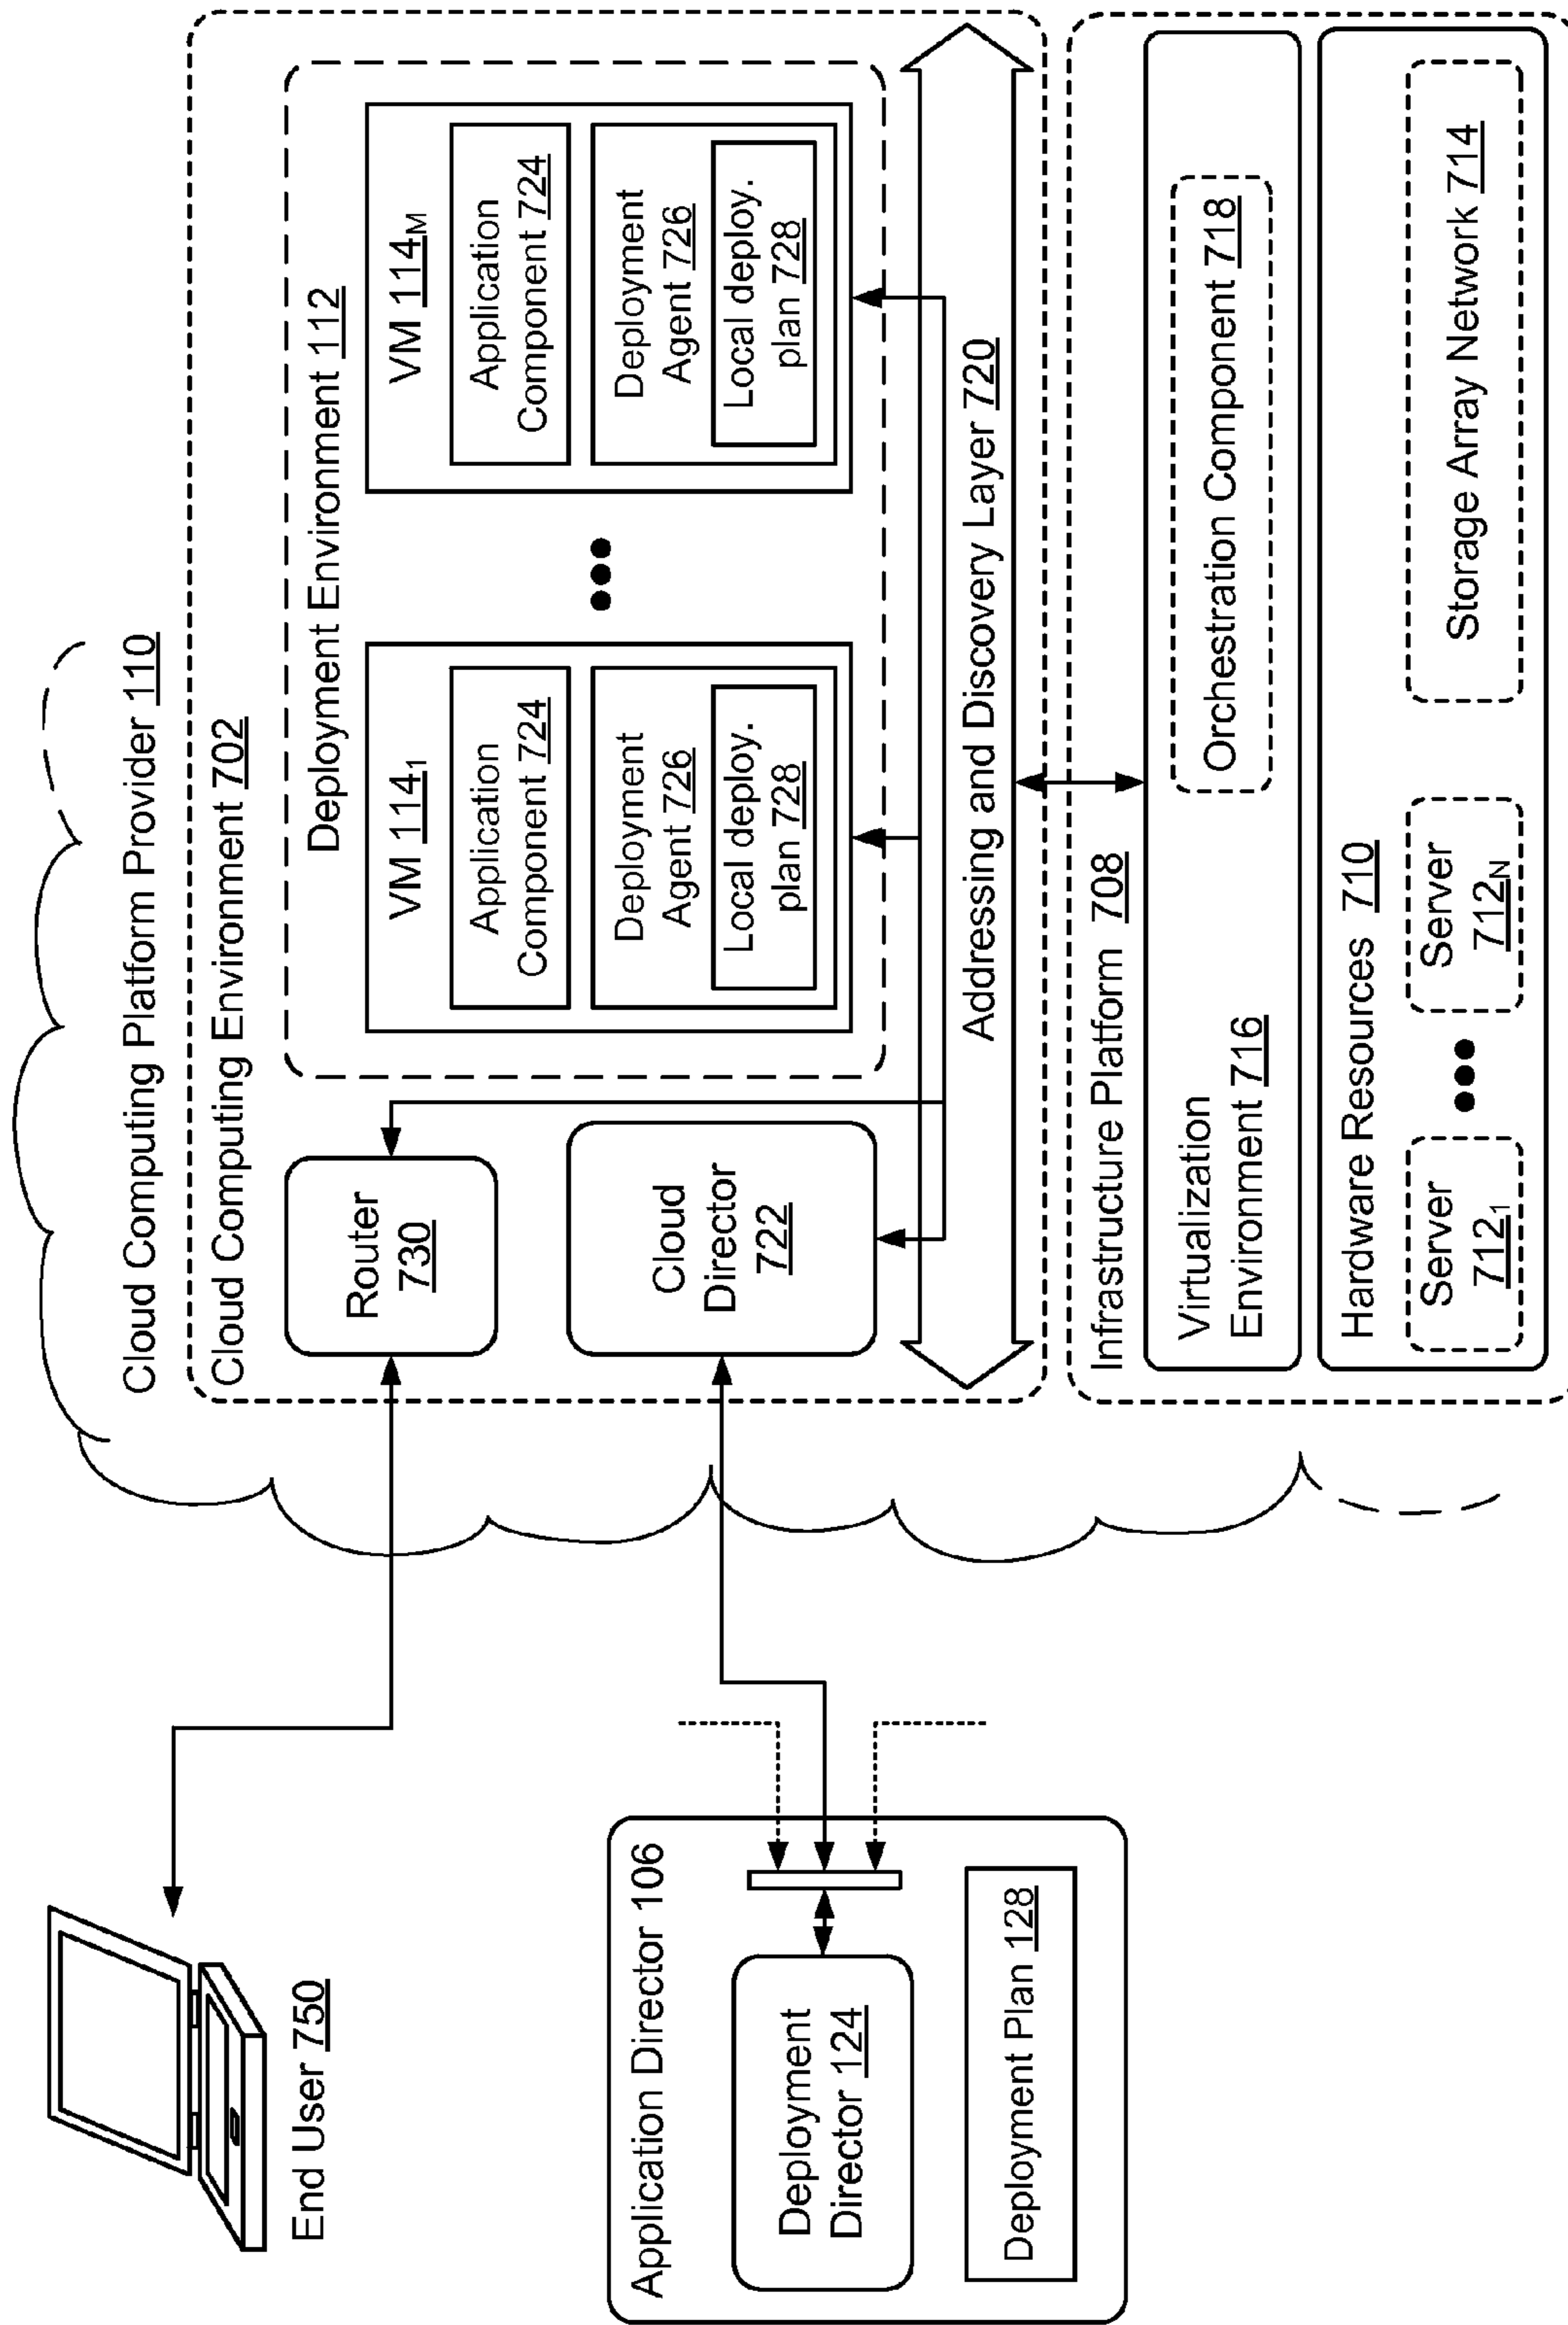 End User 750
Application Director 106
Deployment
Director 124
Deployment Plan 128
Cloud Computing Platform Provider 110
Cloud Computing Environment 702
Router
730
Cloud
Director
722
Deployment Environment 112
VM 114₁
Application
Component 724
Deployment
Agent 726
Local deploy.
plan 728
VM 114M
Application
Component 724
Deployment
Agent 726
Local deploy.
plan 728
Addressing and Discovery Layer 720
Infrastructure Platform 708
Virtualization
Environment 716
Orchestration Component 718
Hardware Resources 710
Server
712₁
Server
712N
Storage Array Network 714